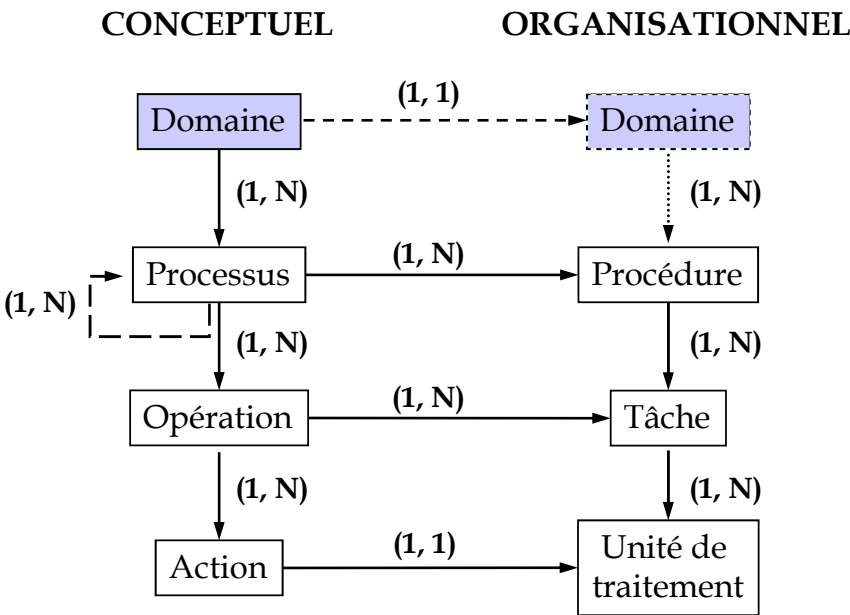 CONCEPTUEL
ORGANISATIONNEL
(1, 1)
Domaine
Domaine
(1, N)
(1, N)
Processus
(1, N)
Procédure
(1, N)
(1, N)
(1, N)
Opération
(1, N)
Tâche
(1, N)
(1, N)
Action
(1, 1)
Unité de
traitement